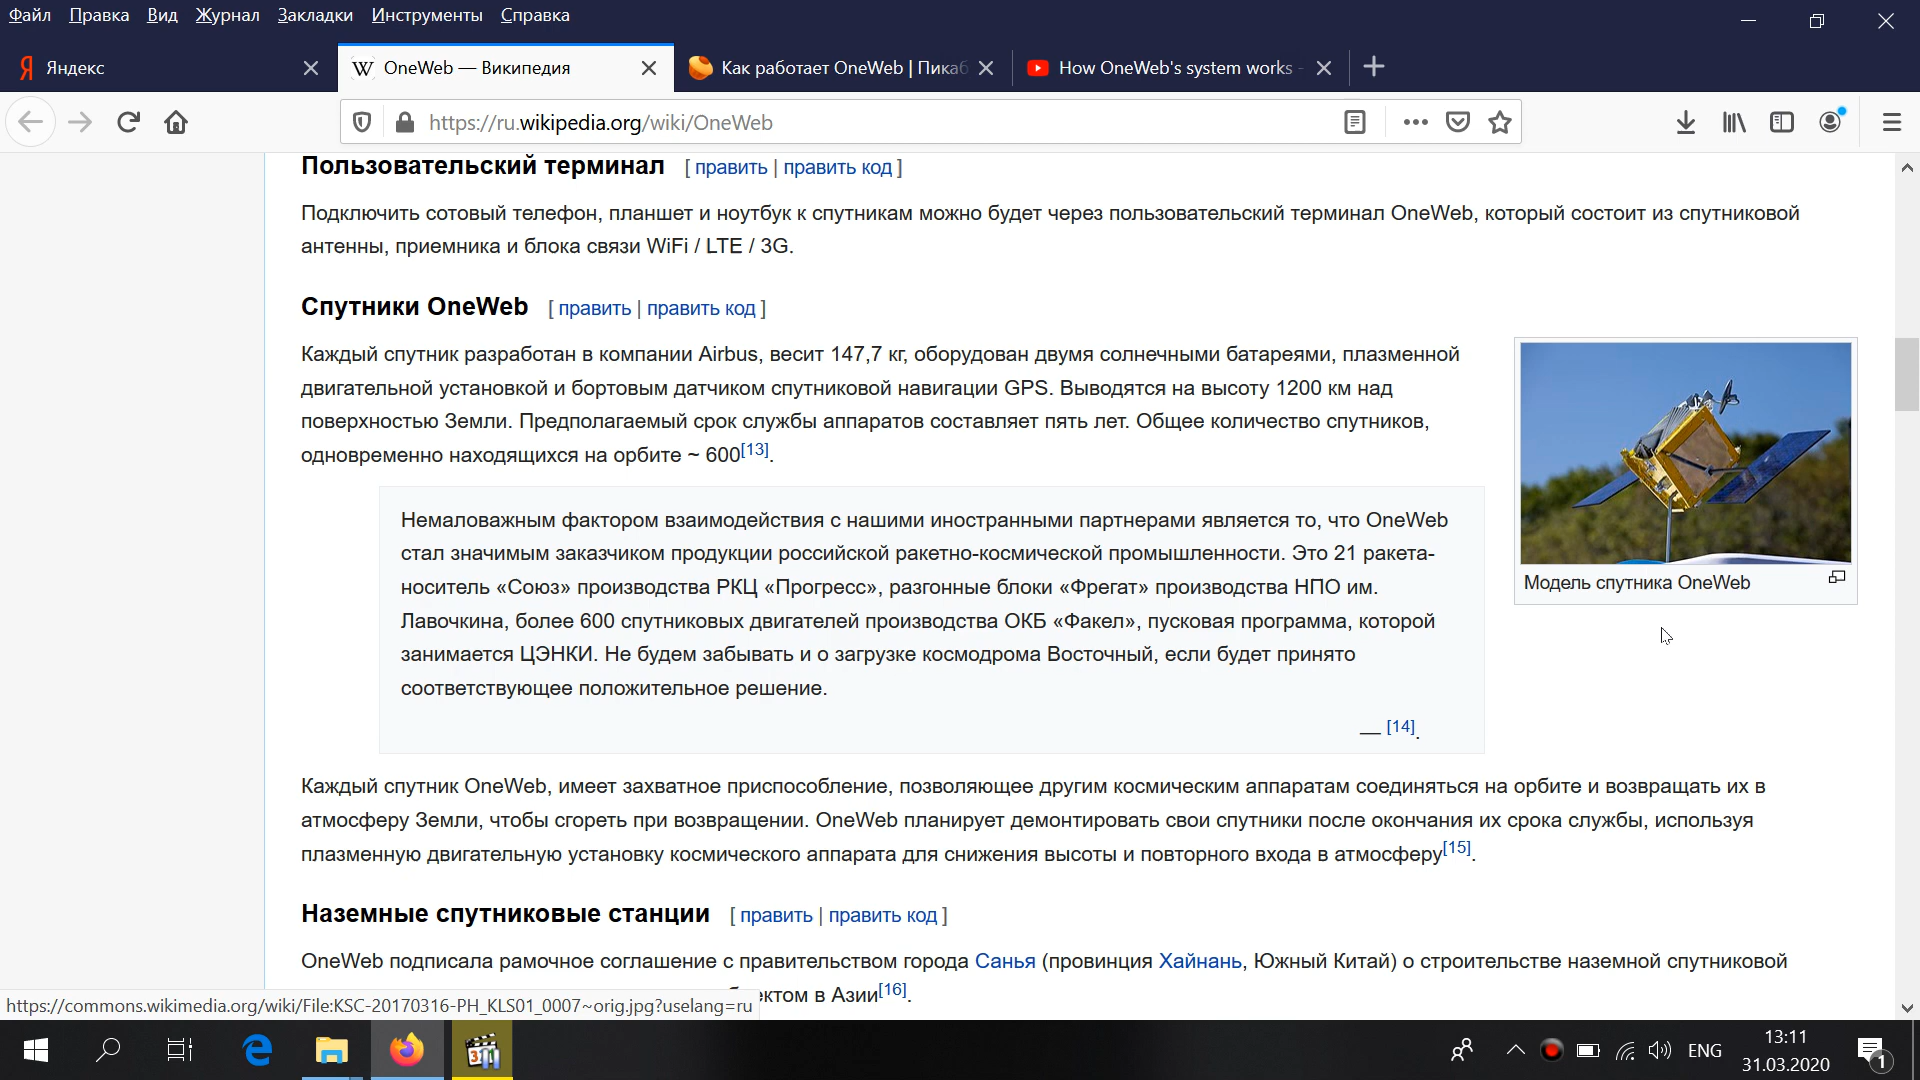 Файл Правка Вид Журнал Закладки Инструменты Справка
Яндекс
OneWeb — Википедия
Как работает OneWeb | Пикаб
How OneWeb's system works -
https://ru.wikipedia.org/wiki/OneWeb
Пользовательский терминал [ править | править код ]
Подключить сотовый телефон, планшет и ноутбук к спутникам можно будет через пользовательский терминал OneWeb, который состоит из спутниковой
антенны, приемника и блока связи WiFi / LTE / 3G.
Спутники OneWeb [ править | править код ]
Каждый спутник разработан в компании Airbus, весит 147,7 кг, оборудован двумя солнечными батареями, плазменной
двигательной установкой и бортовым датчиком спутниковой навигации GPS. Выводятся на высоту 1200 км над
поверхностью Земли. Предполагаемый срок службы аппаратов составляет пять лет. Общее количество спутников,
одновременно находящихся на орбите ~ 600[13].
Модель спутника OneWeb
Немаловажным фактором взаимодействия с нашими иностранными партнерами является то, что OneWeb
стал значимым заказчиком продукции российской ракетно-космической промышленности. Это 21 ракета-
носитель «Союз» производства РКЦ «Прогресс», разгонные блоки «Фрегат» производства НПО им.
Лавочкина, более 600 спутниковых двигателей производства ОКБ «Факел», пусковая программа, которой
занимается ЦЭНКИ. Не будем забывать и о загрузке космодрома Восточный, если будет принято
соответствующее положительное решение.
— [14].
Каждый спутник OneWeb, имеет захватное приспособление, позволяющее другим космическим аппаратам соединяться на орбите и возвращать их в
атмосферу Земли, чтобы сгореть при возвращении. OneWeb планирует демонтировать свои спутники после окончания их срока службы, используя
плазменную двигательную установку космического аппарата для снижения высоты и повторного входа в атмосферу[15].
Наземные спутниковые станции [ править | править код ]
OneWeb подписала рамочное соглашение с правительством города Санья (провинция Хайнань, Южный Китай) о строительстве наземной спутниковой
ектом в Азии[16].
https://commons.wikimedia.org/wiki/File:KSC-20170316-PH_KLS01_0007~orig.jpg?uselang=ru
ENG
13:11
31.03.2020
1